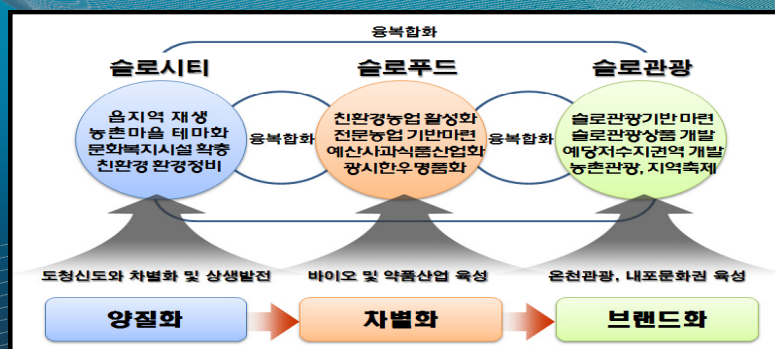 융복합화
슬로시티 슬로푸드 슬로관광
읍지역 재생
농촌마을 테마화
문화복지시설 확충
친환경 환경정비
융복합화
친환경농업 활성화
전문농업 기반마련
예산사과식품산업화
광시한우명품화
융복합화
슬로관광기반 마련
슬로관광상품 개발
예당저수지권역 개발
농촌관광, 지역축제
도청신도와 차별화 및 상생발전 바이오 및 약품산업 육성 온천관광, 내포문화권 육성
양질화 차별화 브랜드화